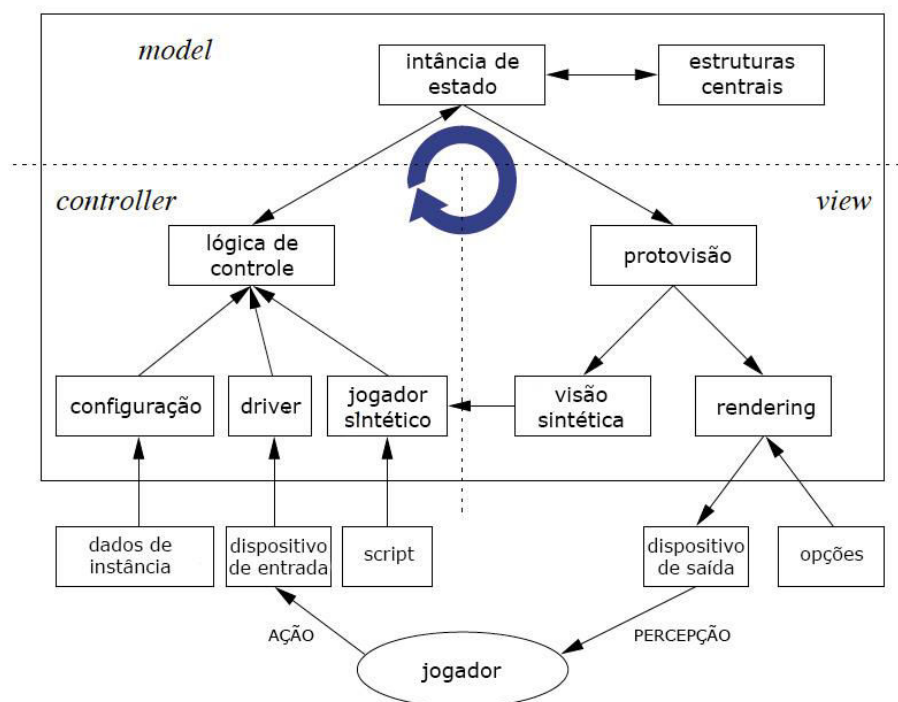 model
intância de
estado
estruturas
centrais
controller
view
lógica de
controle
protovisão
configuração
driver
jogador
sintético
visão
sintética
rendering
dados de
instância
dispositivo
de entrada
script
dispositivo
de saída
opções
AÇÃO
PERCEPÇÃO
jogador